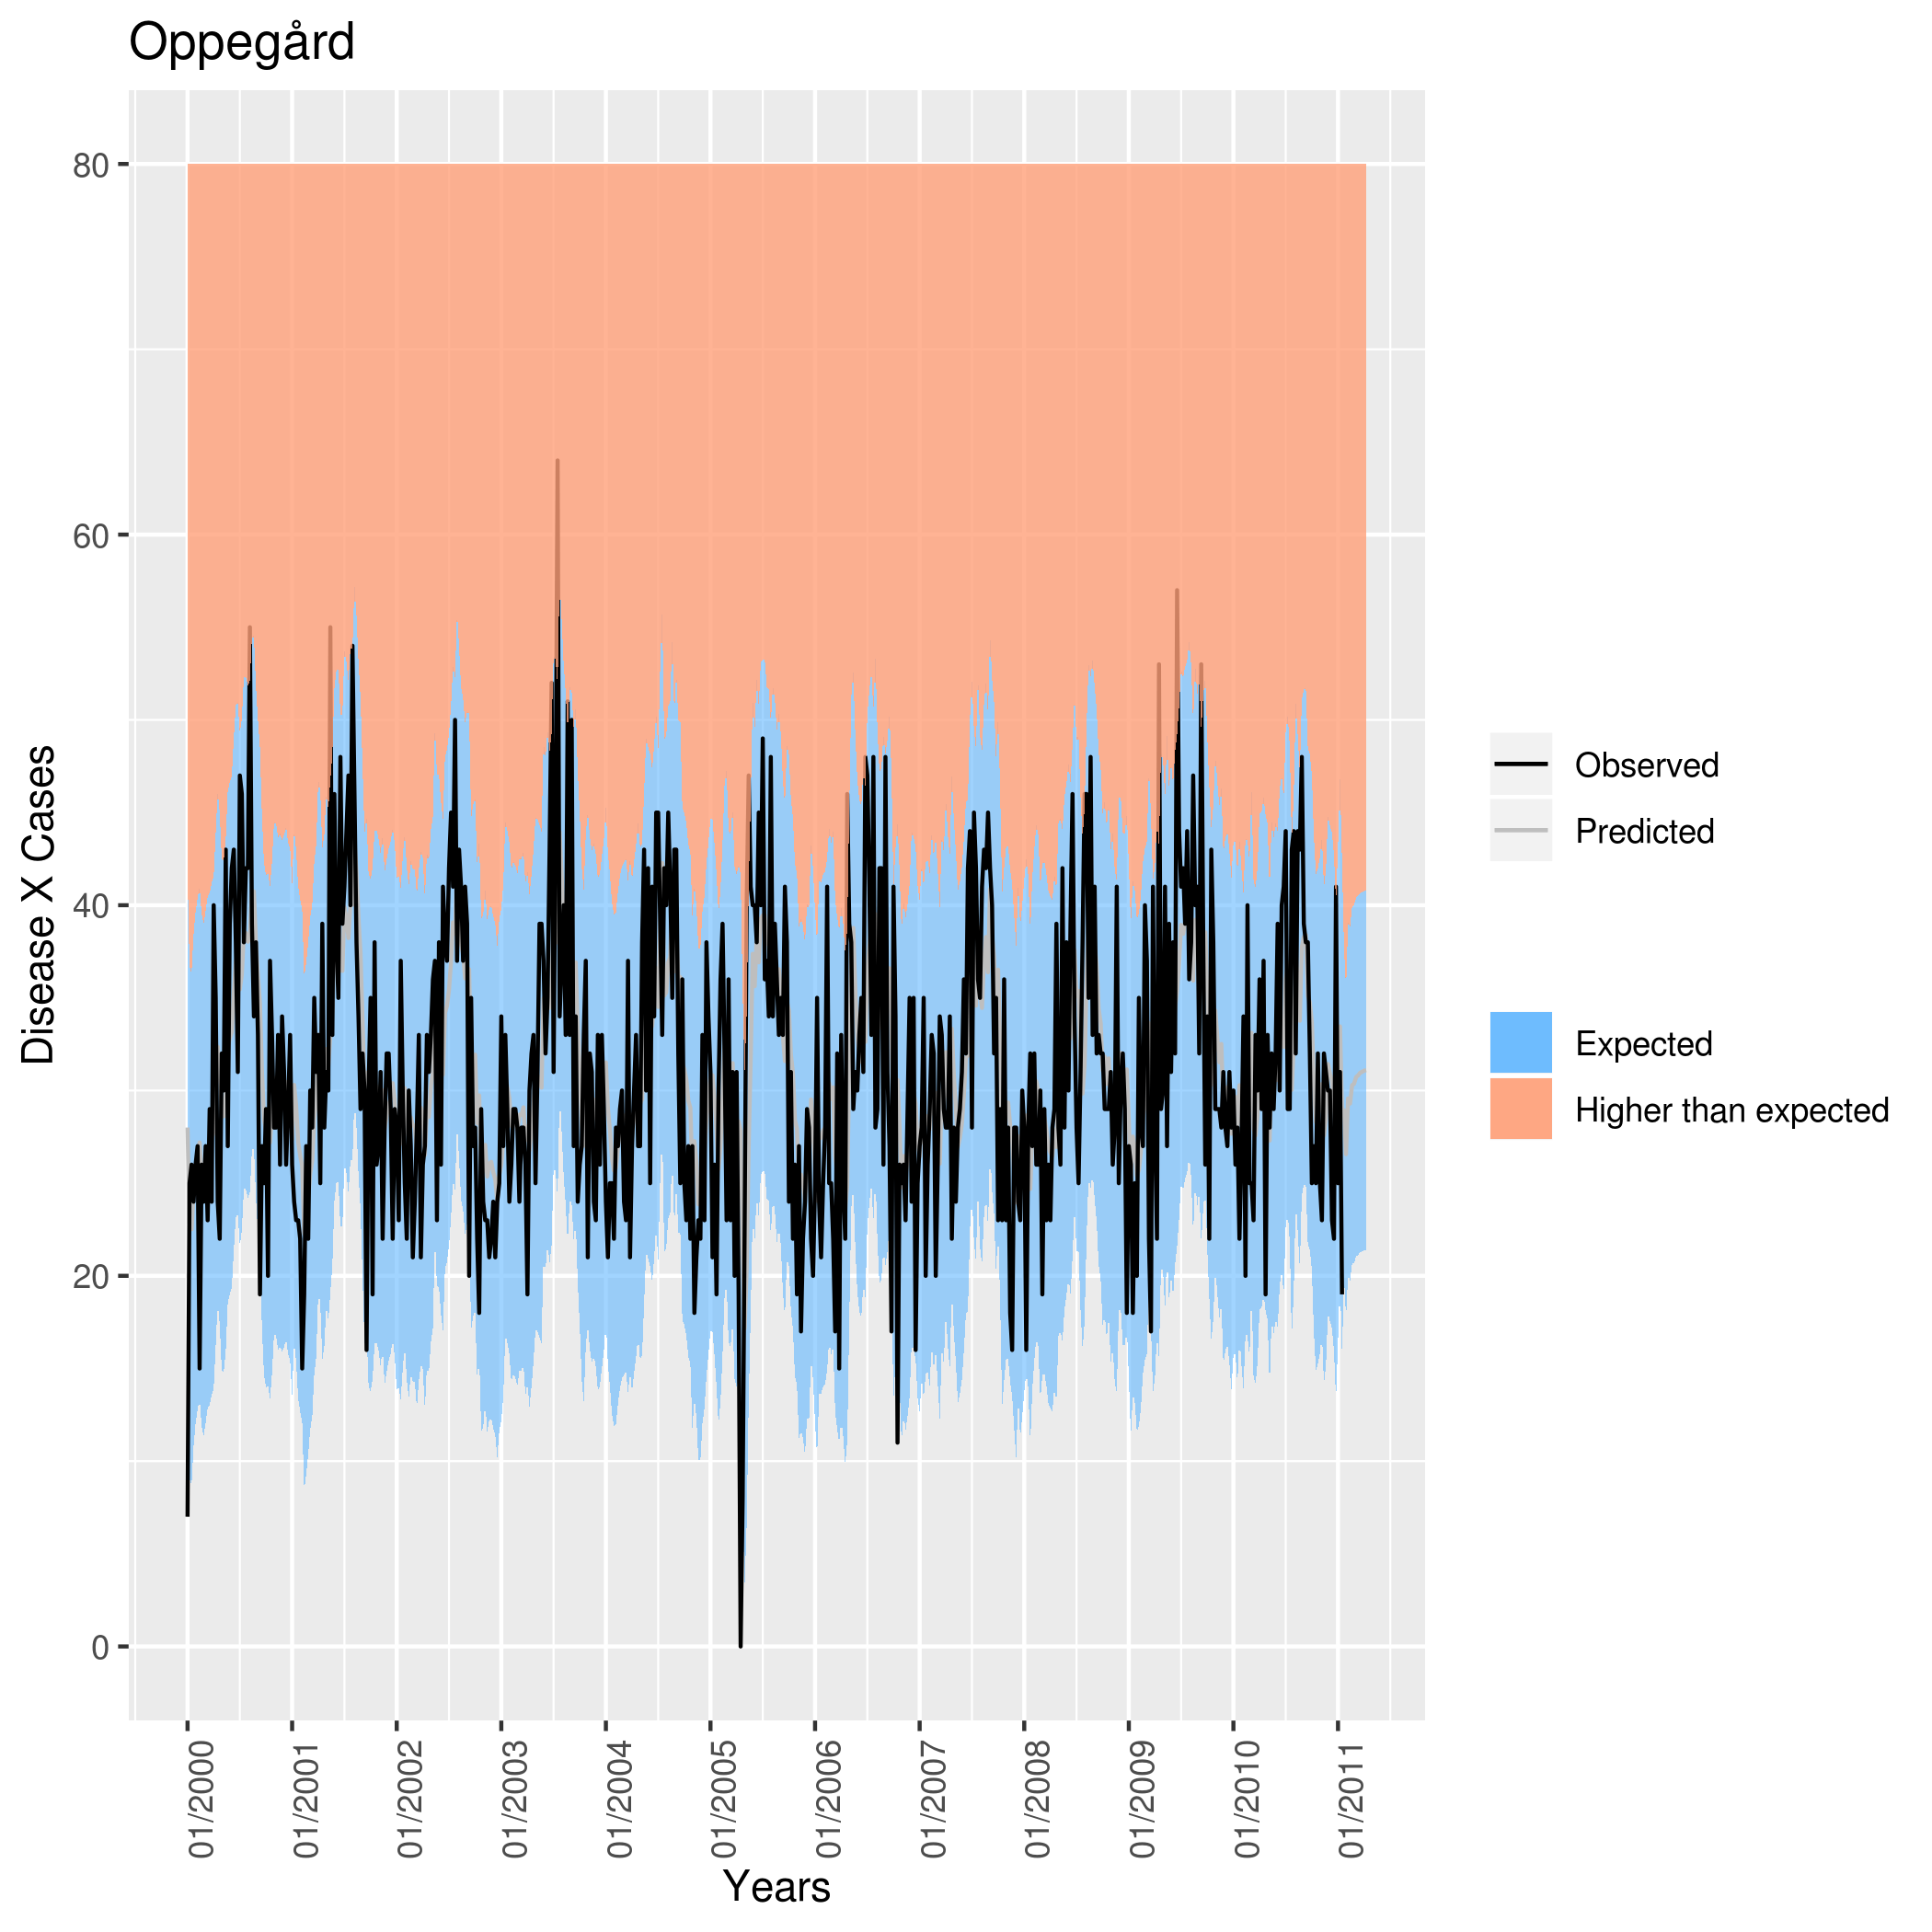 Oppegård
80
60
40
20
0
Disease X Cases
01/2000
01/2001
01/2002
01/2003
01/2004
01/2005
01/2006
01/2007
01/2008
01/2009
01/2010
01/2011
Years
Observed
Predicted
Expected
Higher than expected